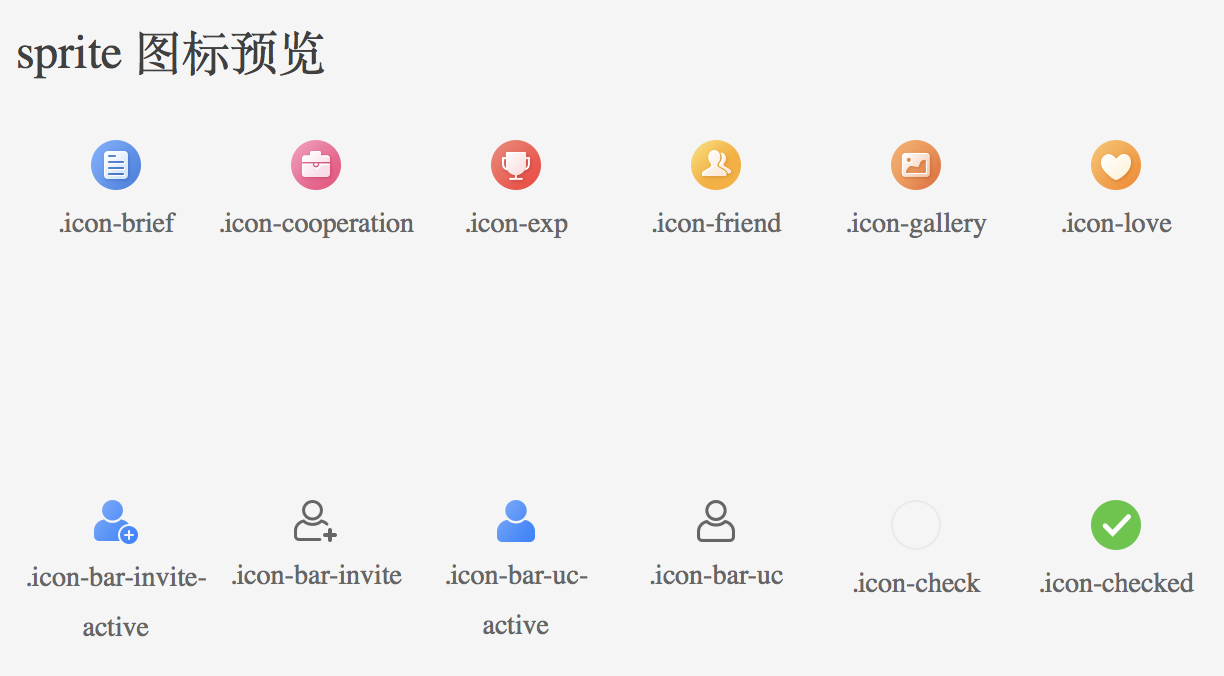 sprite 图标预览
.icon-brief
.icon-cooperation
.icon-exp
.icon-friend
.icon-gallery
.icon-love
.icon-bar-invite-
active
.icon-bar-invite
.icon-bar-uc-
active
.icon-bar-uc
.icon-check
.icon-checked